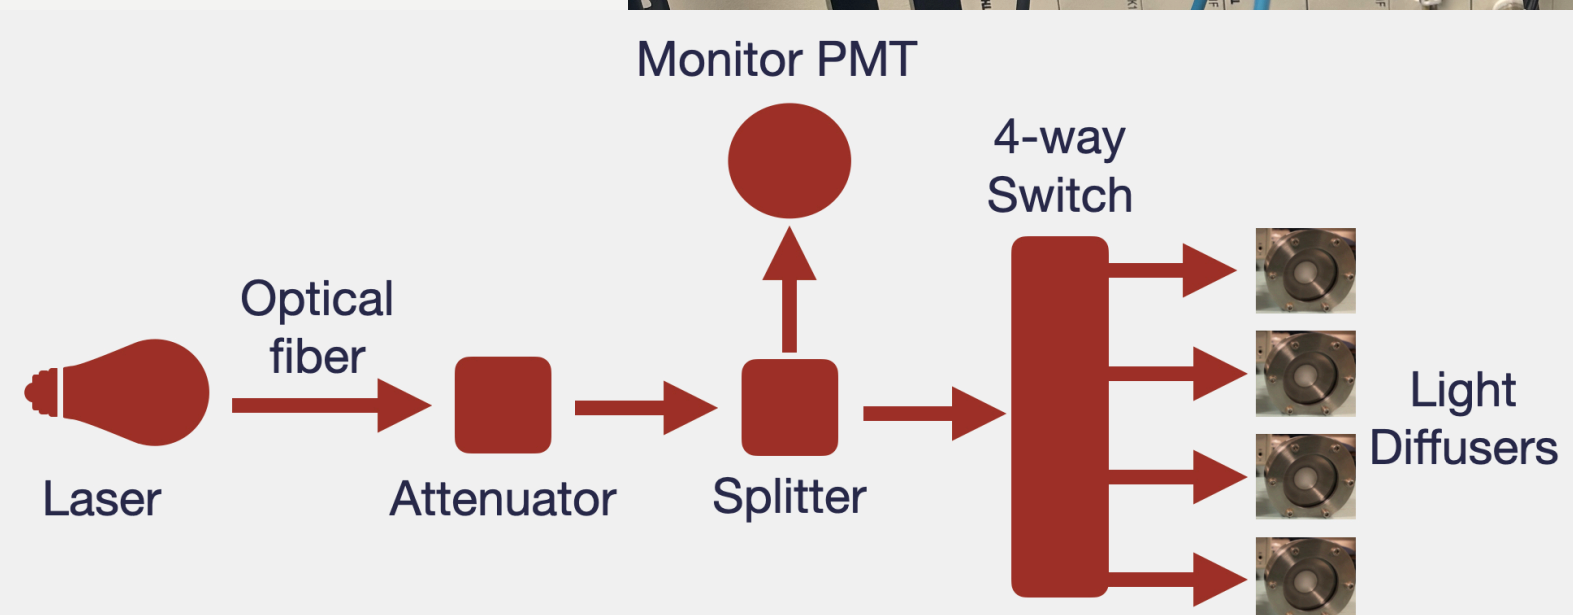 Monitor PMT
4-way
Switch
Optical
fiber
Light
Diffusers
Laser
Attenuator
Splitter